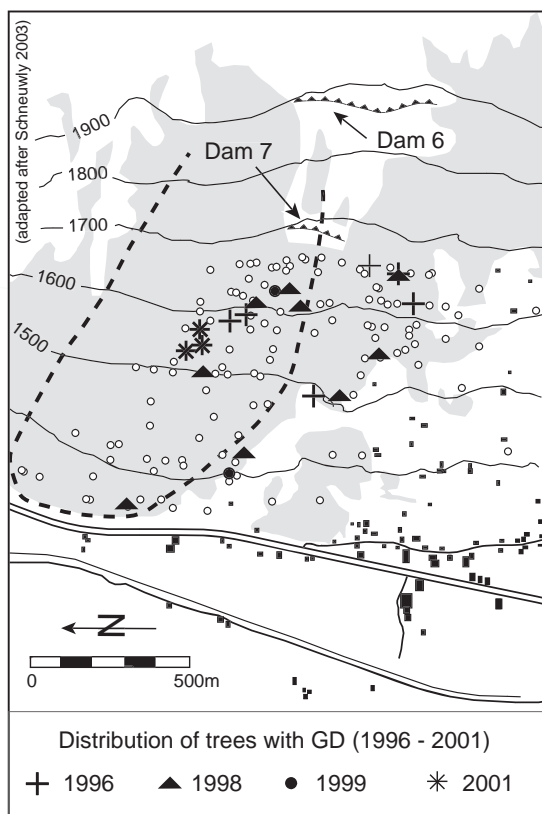 (adapted after Schneuwly 2003)
1900
Dam 6
Dam 7
1800
1700
1600
1500
N
0 500m
Distribution of trees with GD (1996 - 2001)
1996 1998 1999 2001